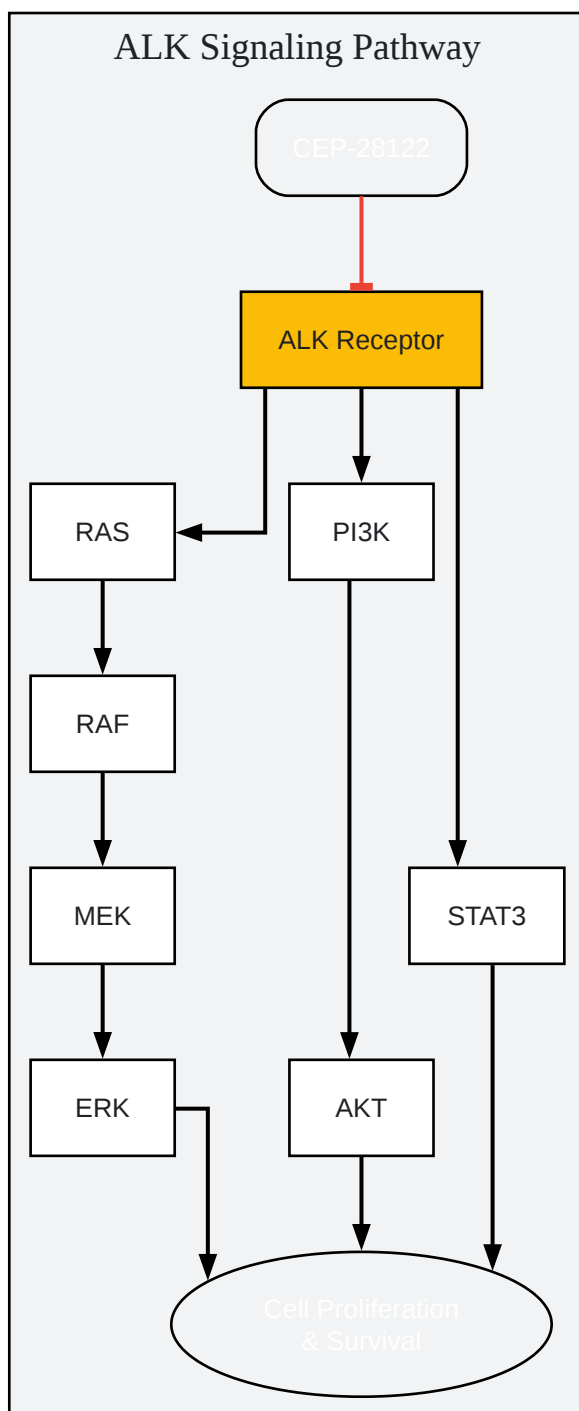 ALK Signaling Pathway
CEP-28122
ALK Receptor
RAS
PI3K
RAF
MEK
STAT3
ERK
AKT
Cell Proliferation
& Survival